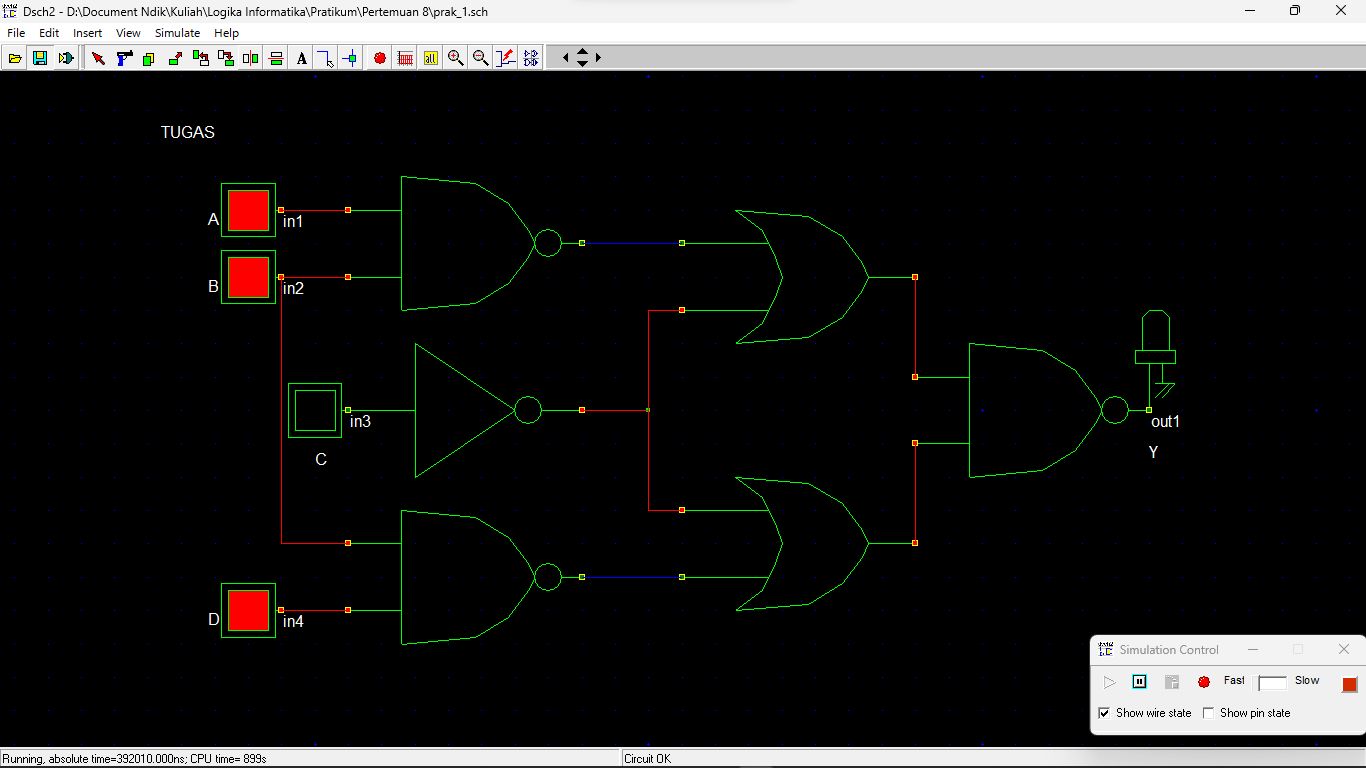 Dsch2 - D:\Document Ndik\Kuliah\Logika Informatika\Pratikum\Pertemuan 8\prak_1.sch
File Edit Insert View Simulate Help
A
TUGAS
A in1
B in2
in3
C
D in4
out1
Y
Simulation Control
Fast Slow
Show wire state Show pin state
Running, absolute time=392010.000ns; CPU time= 899s Circuit OK